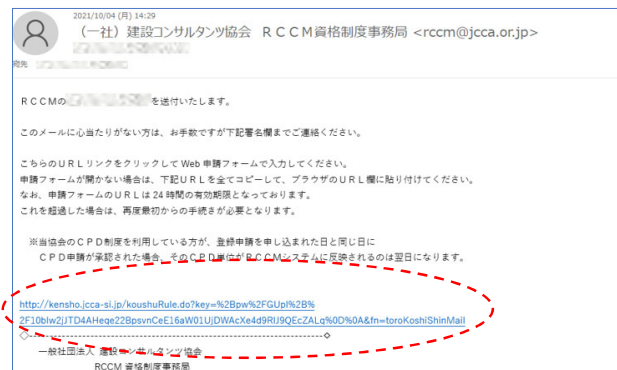 2021/10/04 (月) 14:29
（一社）建設コンサルタンツ協会 ＲＣＣＭ資格制度事務局 <rccm@jcca.or.jp>
宛先
ＲＣＣＭの を送付いたします。
このメールに心当たりがない方は、お手数ですが下記署名欄までご連絡ください。
こちらのＵＲＬリンクをクリックして Web 申請フォームで入力してください。
申請フォームが開かない場合は、下記ＵＲＬを全てコピーして、ブラウザのＵＲＬ欄に貼り付けてください。
なお、申請フォームのＵＲＬは 24 時間の有効期限となっております。
これを超過した場合は、再度最初からの手続きが必要となります。
※当協会のＣＰＤ制度を利用している方が、登録申請を申し込まれた日と同じ日に
ＣＰＤ申請が承認された場合、そのＣＰＤ単位がＲＣＣＭシステムに反映されるのは翌日になります。
http://kensho.jcca-si.jp/koushuRule.do?key=%2Bpw%2FGUpI%2B%
2F10bIw2jJTD4AHeqe22BpsvnCeE16aW01UjDWAcXe4d9RIJ9QEcZALq%0D%0A&fn=toroKoshiShinMail
◇------------------------------------------------------------------------◇
一般社団法人 建設コンサルタンツ協会
RCCM 資格制度事務局